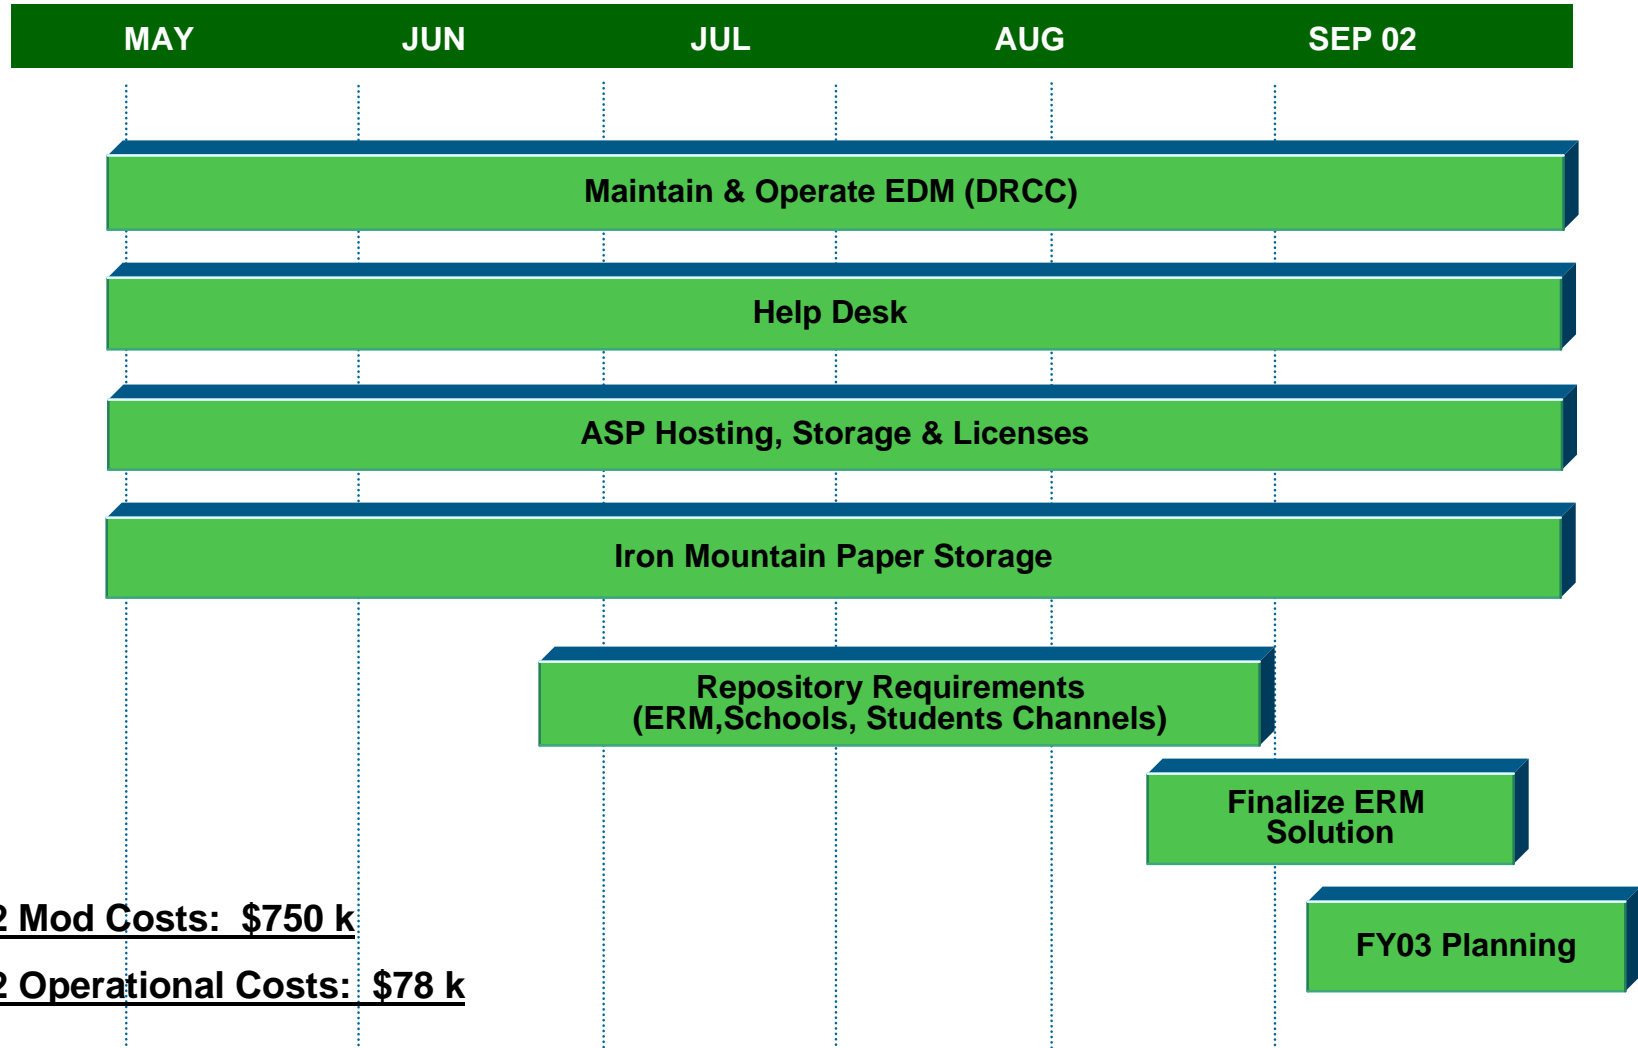 MAY JUN JUL AUG SEP 02
Maintain & Operate EDM (DRCC)
Help Desk
ASP Hosting, Storage & Licenses
Iron Mountain Paper Storage
Repository Requirements
(ERM,Schools, Students Channels)
Finalize ERM
Solution
2 Mod Costs: $750 k
FY03 Planning
2 Operational Costs: $78 k